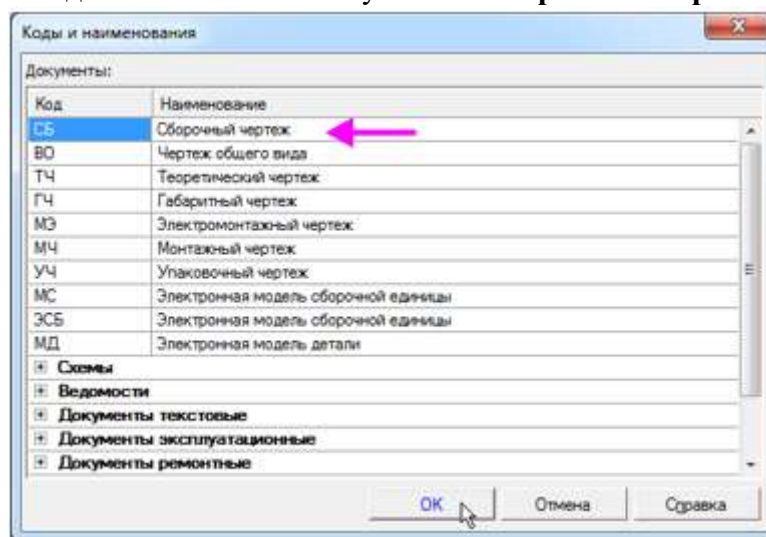 Коды и наименования
Документы:
Код Наименование
СБ Сборочный чертеж
ВО Чертеж общего вида
ТЧ Теоретический чертеж
ГЧ Габаритный чертеж
МЭ Электромонтажный чертеж
МЧ Монтажный чертеж
УЧ Упаковочный чертеж
МС Электронная модель сборочной единицы
ЭСБ Электронная модель сборочной единицы
МД Электронная модель детали
Схемы
Ведомости
Документы текстовые
Документы эксплуатационные
Документы ремонтные
ОК Отмена Справка